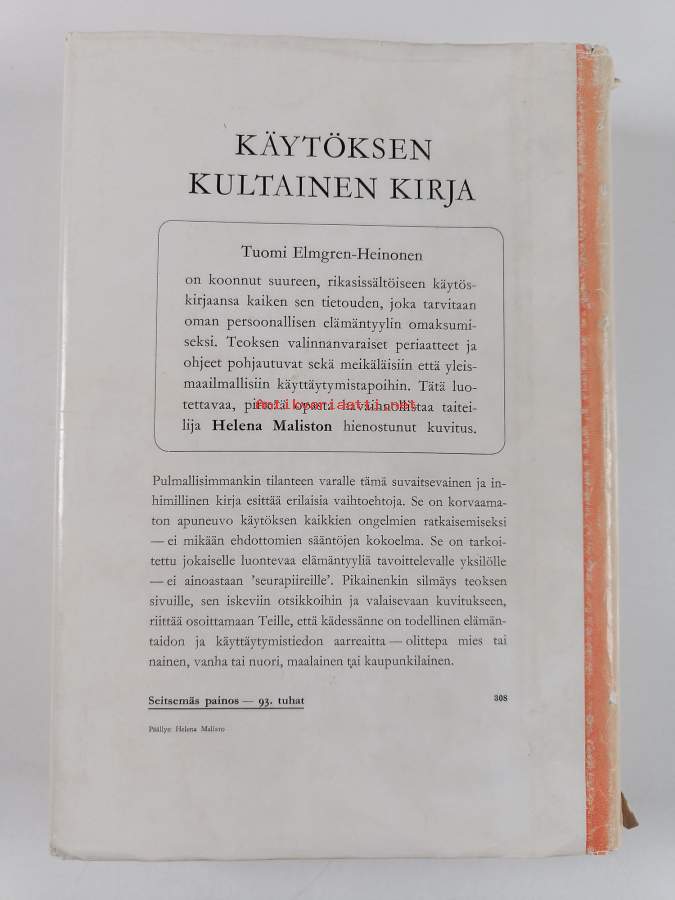 KÄYTÖKSEN
KULTAINEN KIRJA
Tuomi Elmgren-Heinonen
on koonnut suureen, rikasissältöiseen käytös-
kirjaansa kaiken sen tietouden, joka tarvitaan
oman persoonallisen elämäntyylin omaksumi-
seksi. Teoksen valinnanvaraiset periaatteet ja
ohjeet pohjautuvat sekä meikäläisiin että yleis-
maailmallisiin käyttäytymistapoihin. Tätä luo-
tettavaa, opasta havainnollistaa taitei-
antikvariaatti.net
lija Helena Maliston hienostunut kuvitus.
Pulmallisimmankin tilanteen varalle tämä suvaitsevainen ja in-
himillinen kirja esittää erilaisia vaihtoehtoja. Se on korvaama-
ton apuneuvo käytöksen kaikkien ongelmien ratkaisemiseksi
— ei mikään ehdottomien sääntöjen kokoelma. Se on tarkoi-
tettu jokaiselle luontevaa elämäntyyliä tavoittelevalle yksilölle
— ei ainoastaan 'seurapiireille'. Pikainenkin silmäys teoksen
sivuille, sen iskeviin otsikkoihin ja valaisevaan kuvitukseen,
riittää osoittamaan Teille, että kädessänne on todellinen elämän-
taidon ja käyttäytymistiedon aarreaitta — olittepa mies tai
nainen, vanha tai nuori, maalainen tai kaupunkilainen.
Seitsemäs painos — 93. tuhat 308
Päällys: Helena Malisto